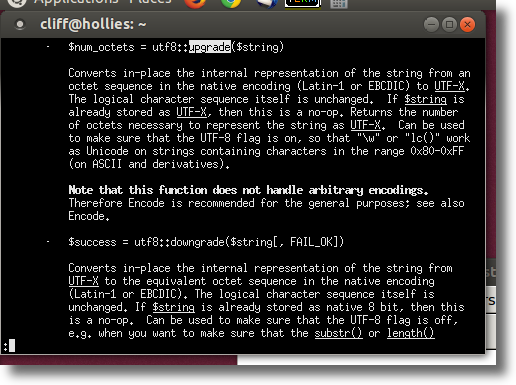 Applications Places
cliff@hollies: ~
- $num_octets = utf8::upgrade($string)
Converts in-place the internal representation of the string from an
octet sequence in the native encoding (Latin-1 or EBCDIC) to UTF-X.
The logical character sequence itself is unchanged.  If $string is
already stored as UTF-X, then this is a no-op. Returns the number
of octets necessary to represent the string as UTF-X.  Can be used
to make sure that the UTF-8 flag is on, so that "\w" or "lc()" work
as Unicode on strings containing characters in the range 0x80-0xFF
(on ASCII and derivatives).
Note that this function does not handle arbitrary encodings.
Therefore Encode is recommended for the general purposes; see also
Encode.
- $success = utf8::downgrade($string[, FAIL_OK])
Converts in-place the internal representation of the string from
UTF-X to the equivalent octet sequence in the native encoding
(Latin-1 or EBCDIC). The logical character sequence itself is
unchanged. If $string is already stored as native 8 bit, then this
is a no-op.  Can be used to make sure that the UTF-8 flag is off,
e.g. when you want to make sure that the substr() or length()
: